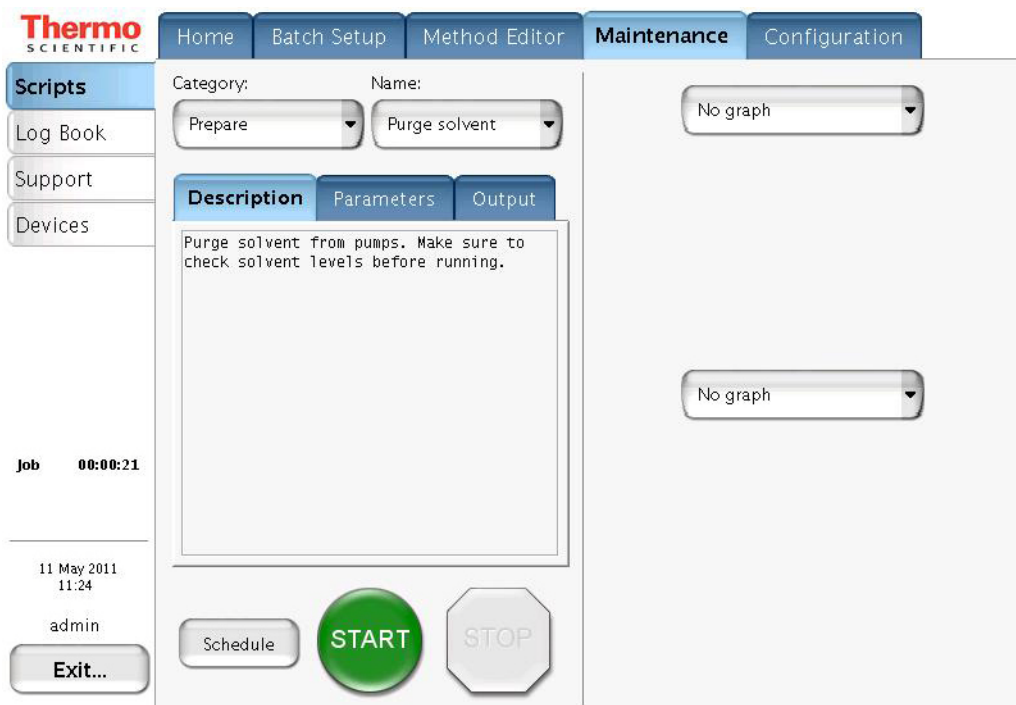 Thermo
SCIENTIFIC
Home
Batch Setup
Method Editor
Maintenance
Configuration
Scripts
Log Book
Support
Devices
Category:
Name:
Prepare
Purge solvent
Description
Parameters
Output
Purge solvent from pumps. Make sure to
check solvent levels before running.
No graph
No graph
Job 00:00:21
11 May 2011
11:24
admin
Exit...
Schedule
START
STOP